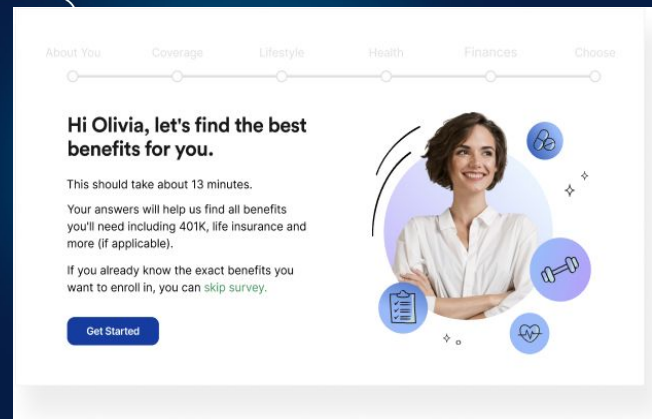 About You Coverage Lifestyle Health Finances Choose
Hi Olivia, let's find the best
benefits for you.
This should take about 13 minutes.
Your answers will help us find all benefits
you'll need including 401K, life insurance and
more (if applicable).
If you already know the exact benefits you
want to enroll in, you can skip survey.
Get Started